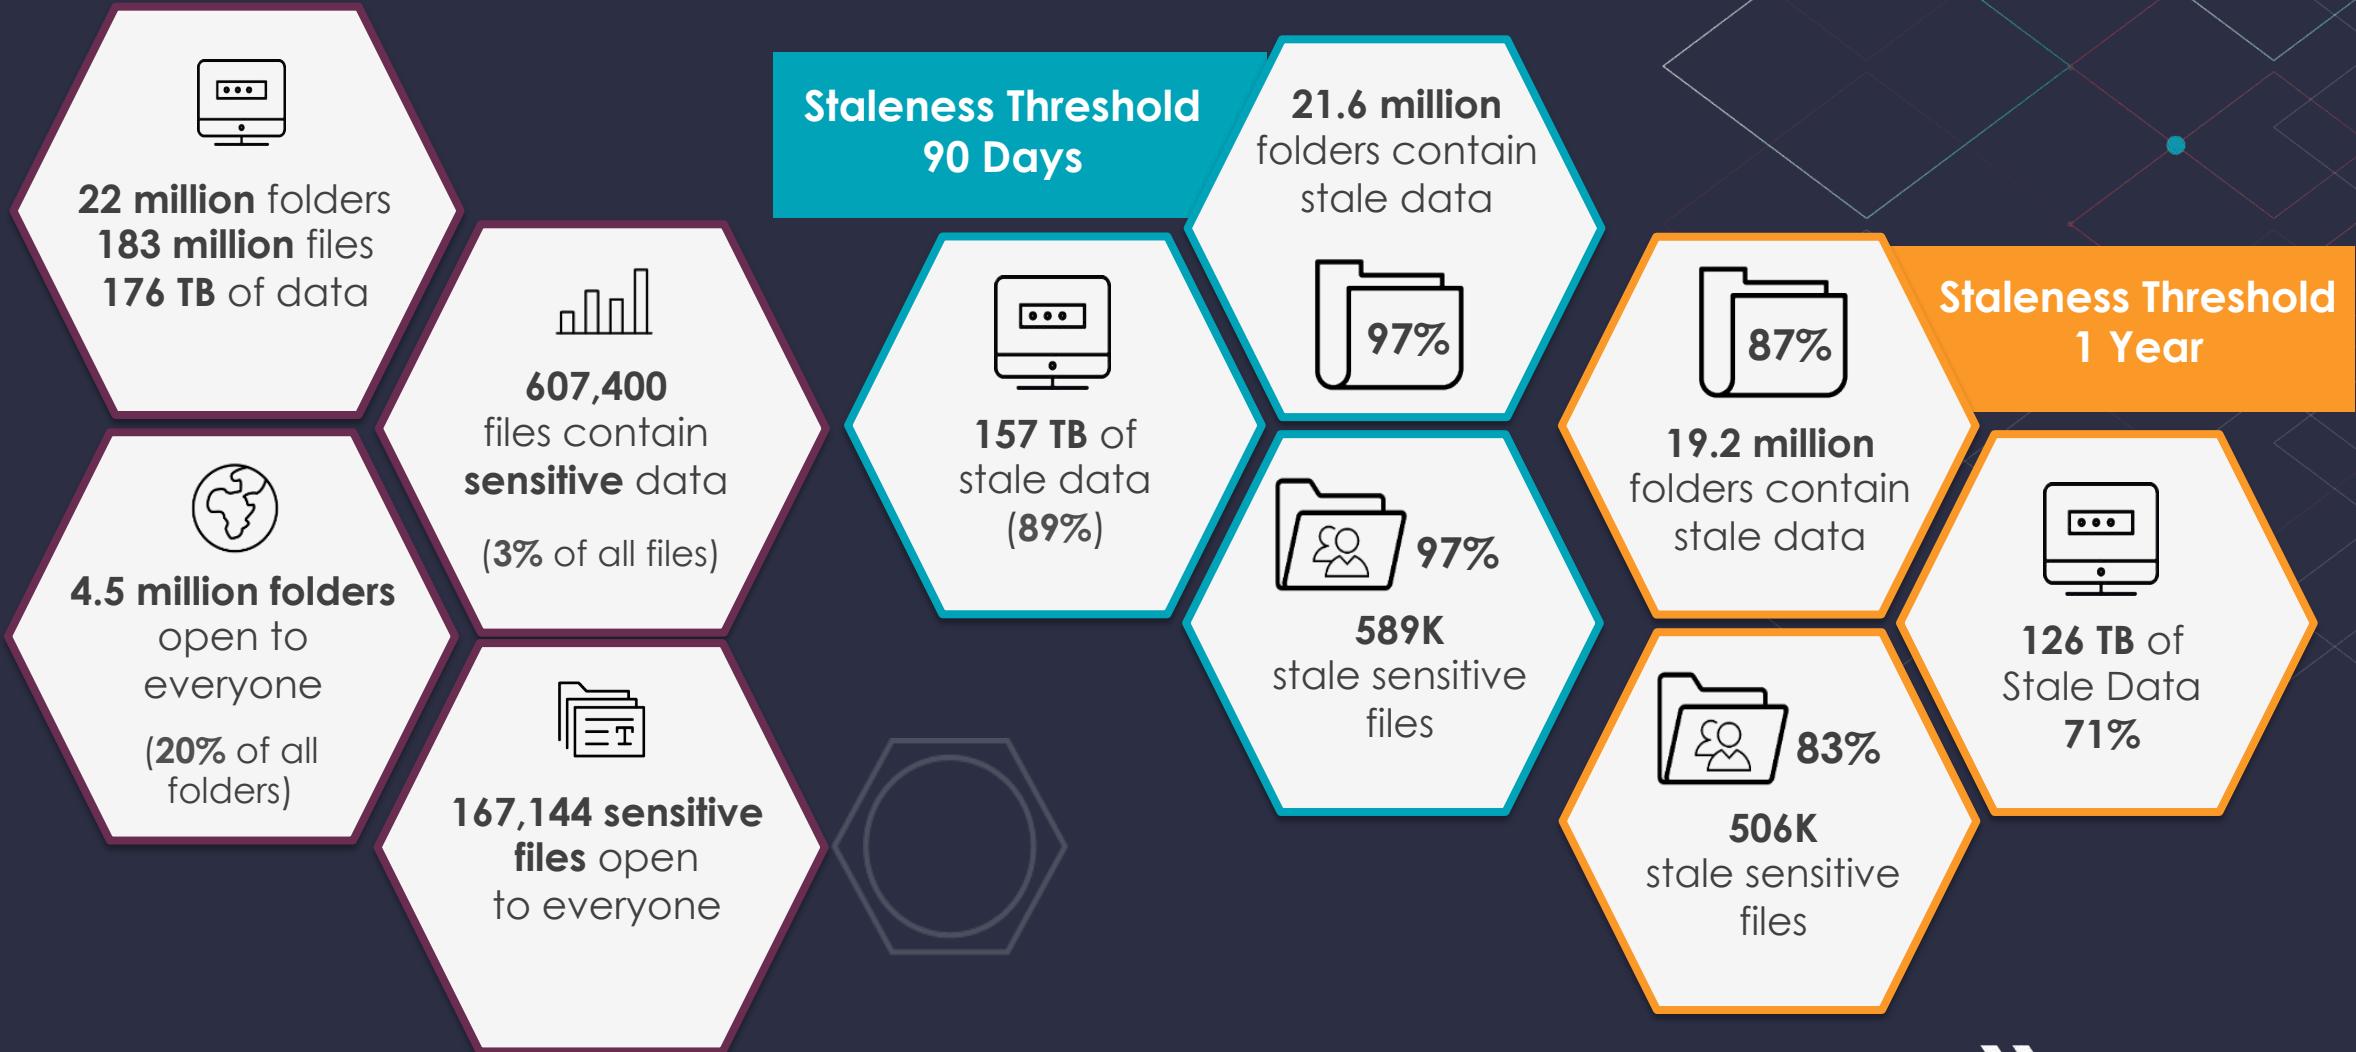 22 million folders
183 million files
176 TB of data
607,400
files contain
sensitive data
(3% of all files)
4.5 million folders
open to
everyone
(20% of all
folders)
167,144 sensitive
files open
to everyone
Staleness Threshold
90 Days
21.6 million
folders contain
stale data
97%
157 TB of
stale data
(89%)
97%
589K
stale sensitive
files
Staleness Threshold
1 Year
87%
19.2 million
folders contain
stale data
126 TB of
Stale Data
71%
83%
506K
stale sensitive
files
T